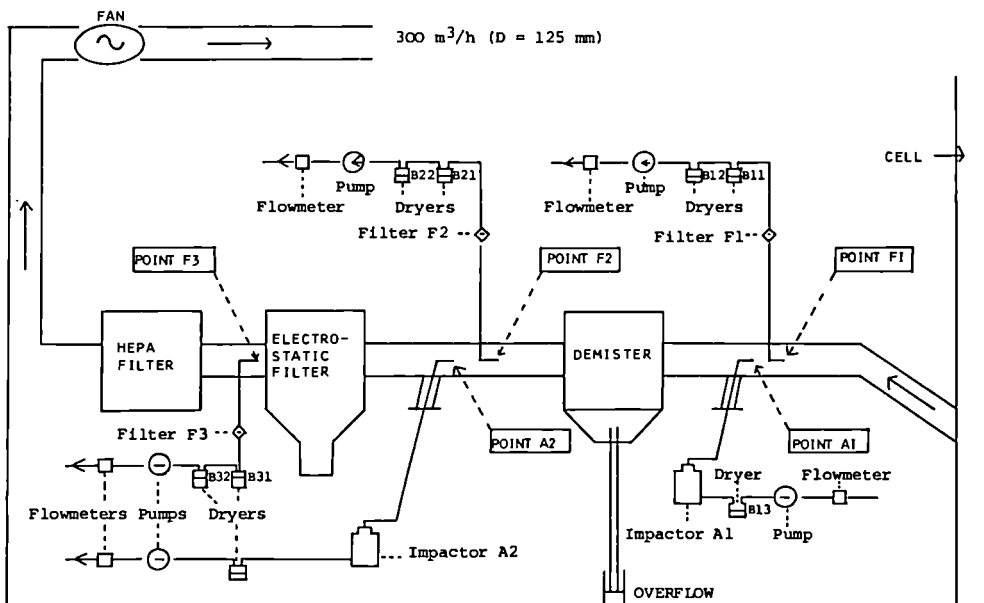 FAN
300 m³/h (D = 125 mm)
CELL
B22 B21
Pump
Flowmeter Dryers
Filter F2
B12 B11
Pump
Flowmeter Dryers
Filter F1
POINT F3
POINT F2
POINT F1
HEPA
FILTER
ELECTRO-
STATIC
FILTER
DEMISTER
Filter F3
POINT A2
POINT A1
B32 B31
Flowmeters Pumps Dryers
Impactor A2
Dryer Flowmeter
B13
Impactor A1 Pump
OVERFLOW